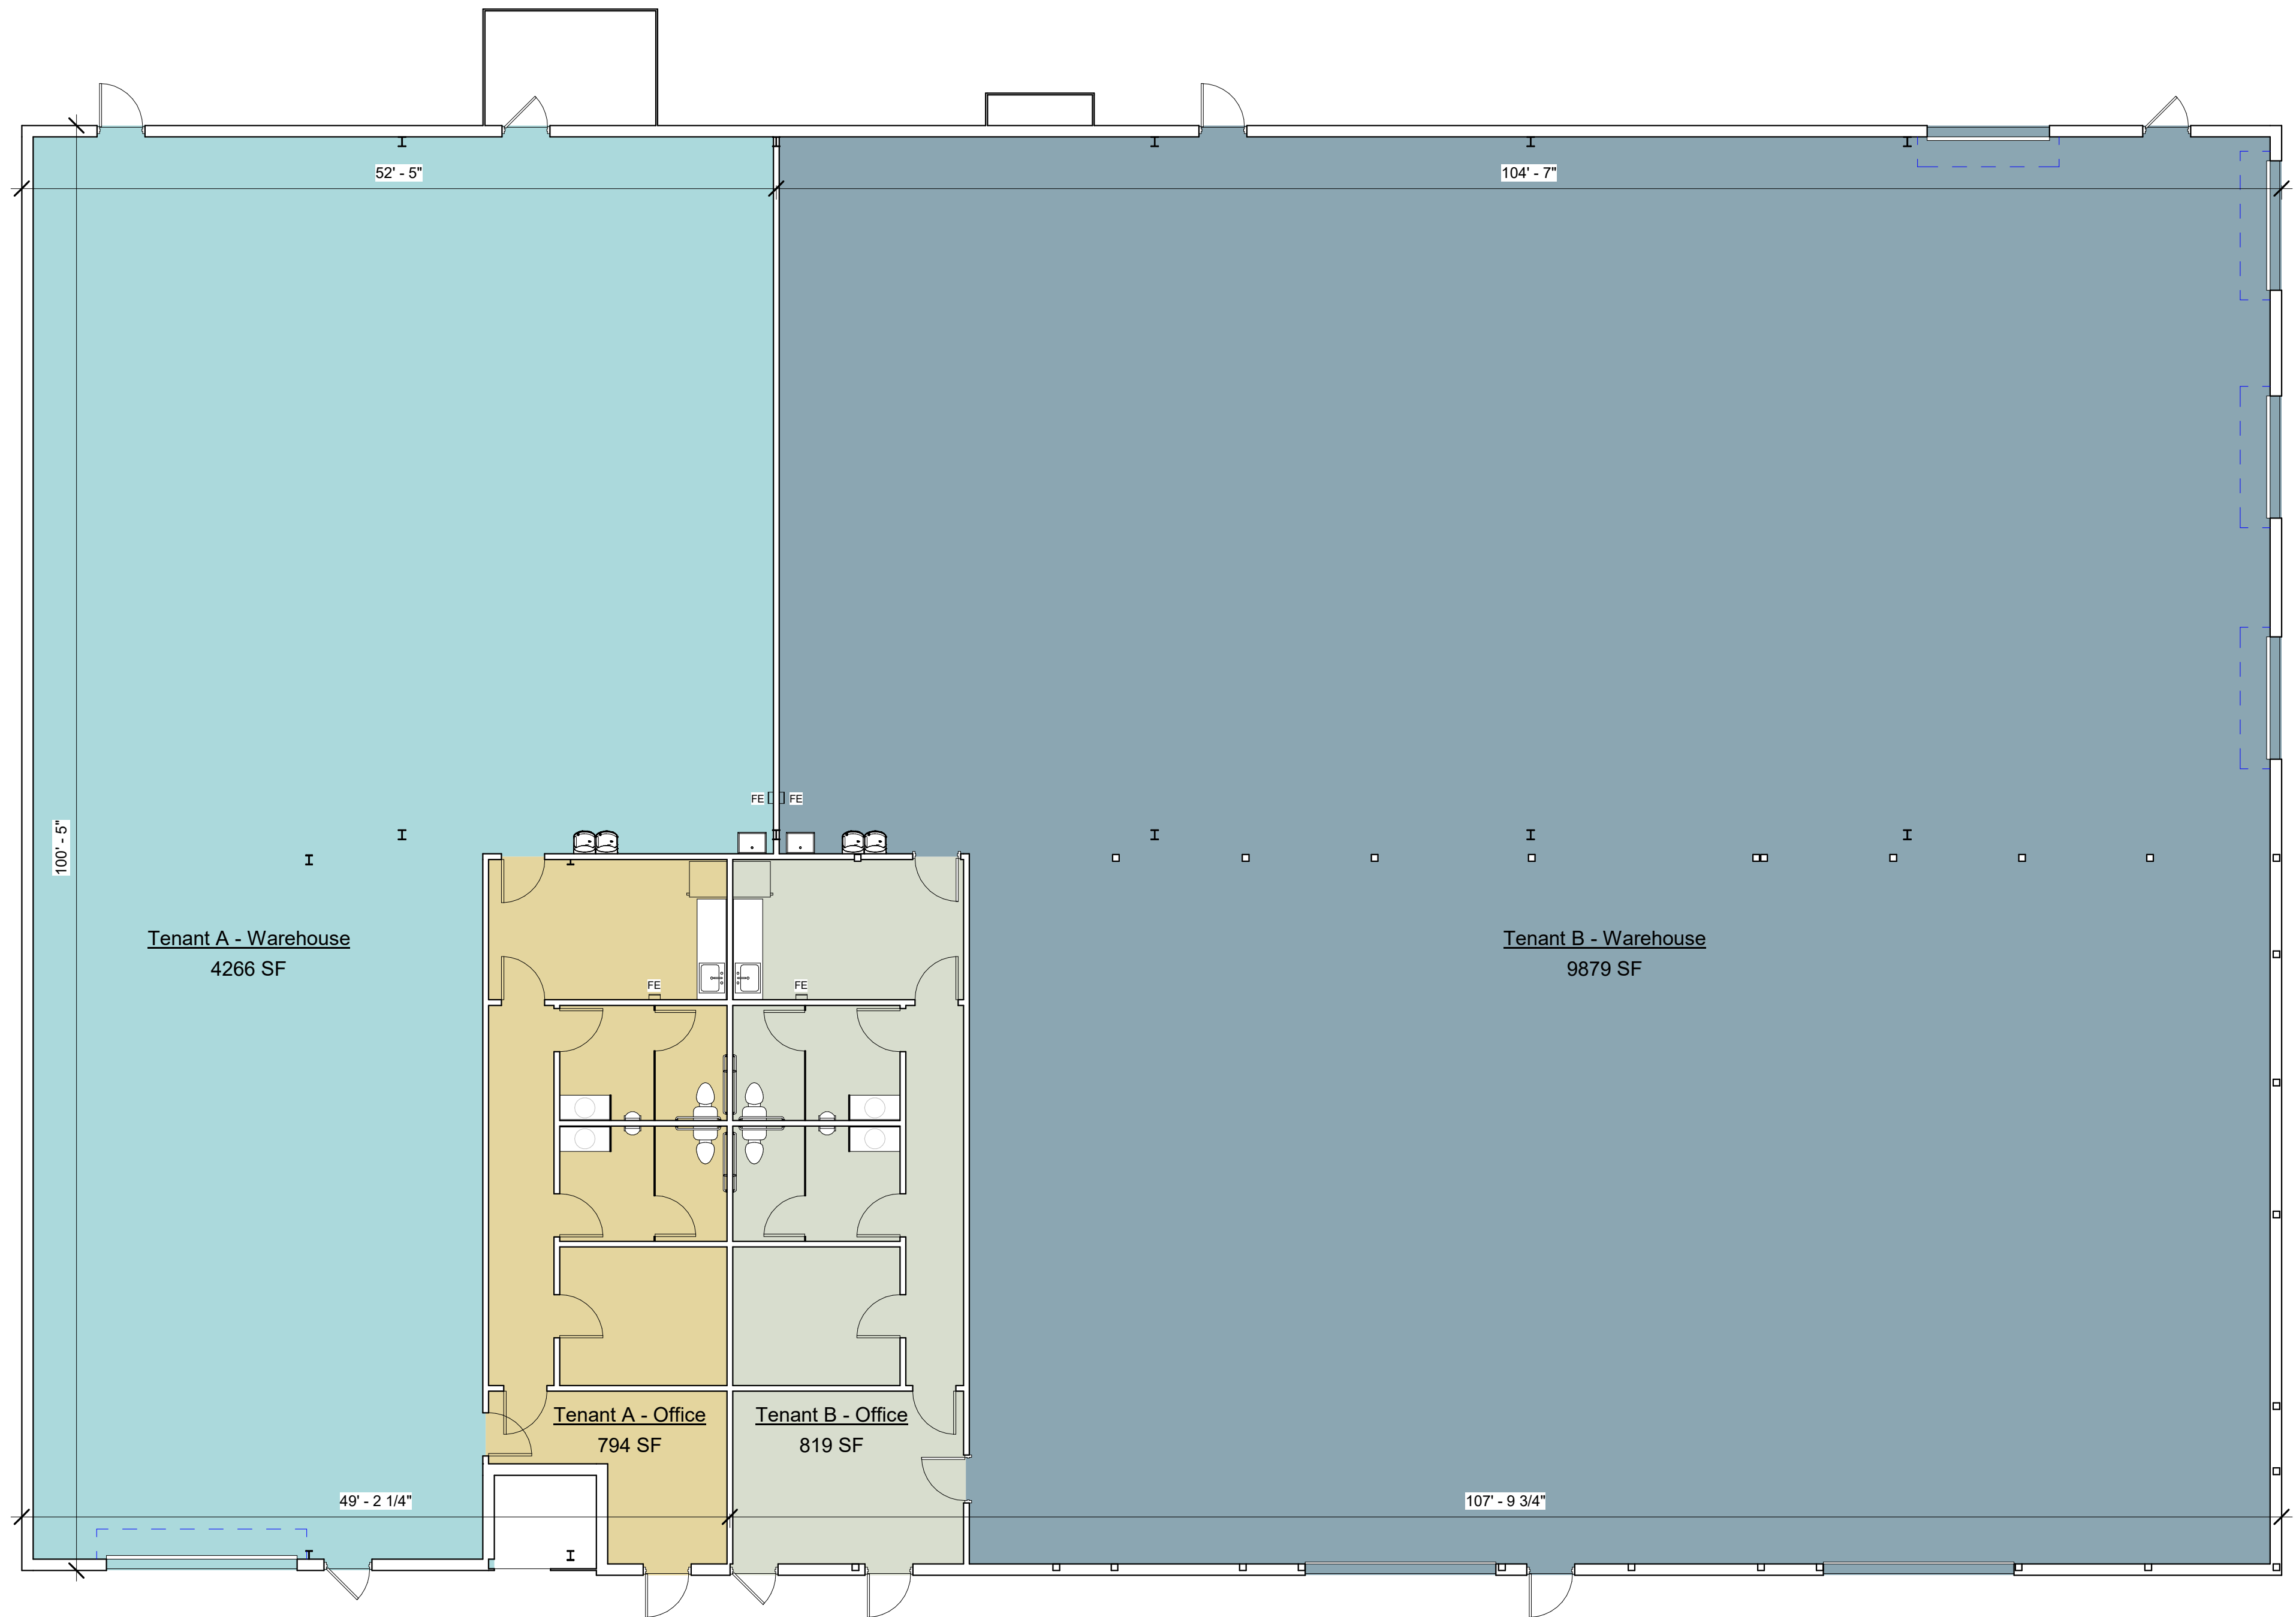 52' - 5"
104' - 7"
FE
FE
100' - 5"
Tenant A - Warehouse
4266 SF
Tenant B - Warehouse
9879 SF
FE
FE
Tenant A - Office
794 SF
Tenant B - Office
819 SF
49' - 2 1/4"
107' - 9 3/4"